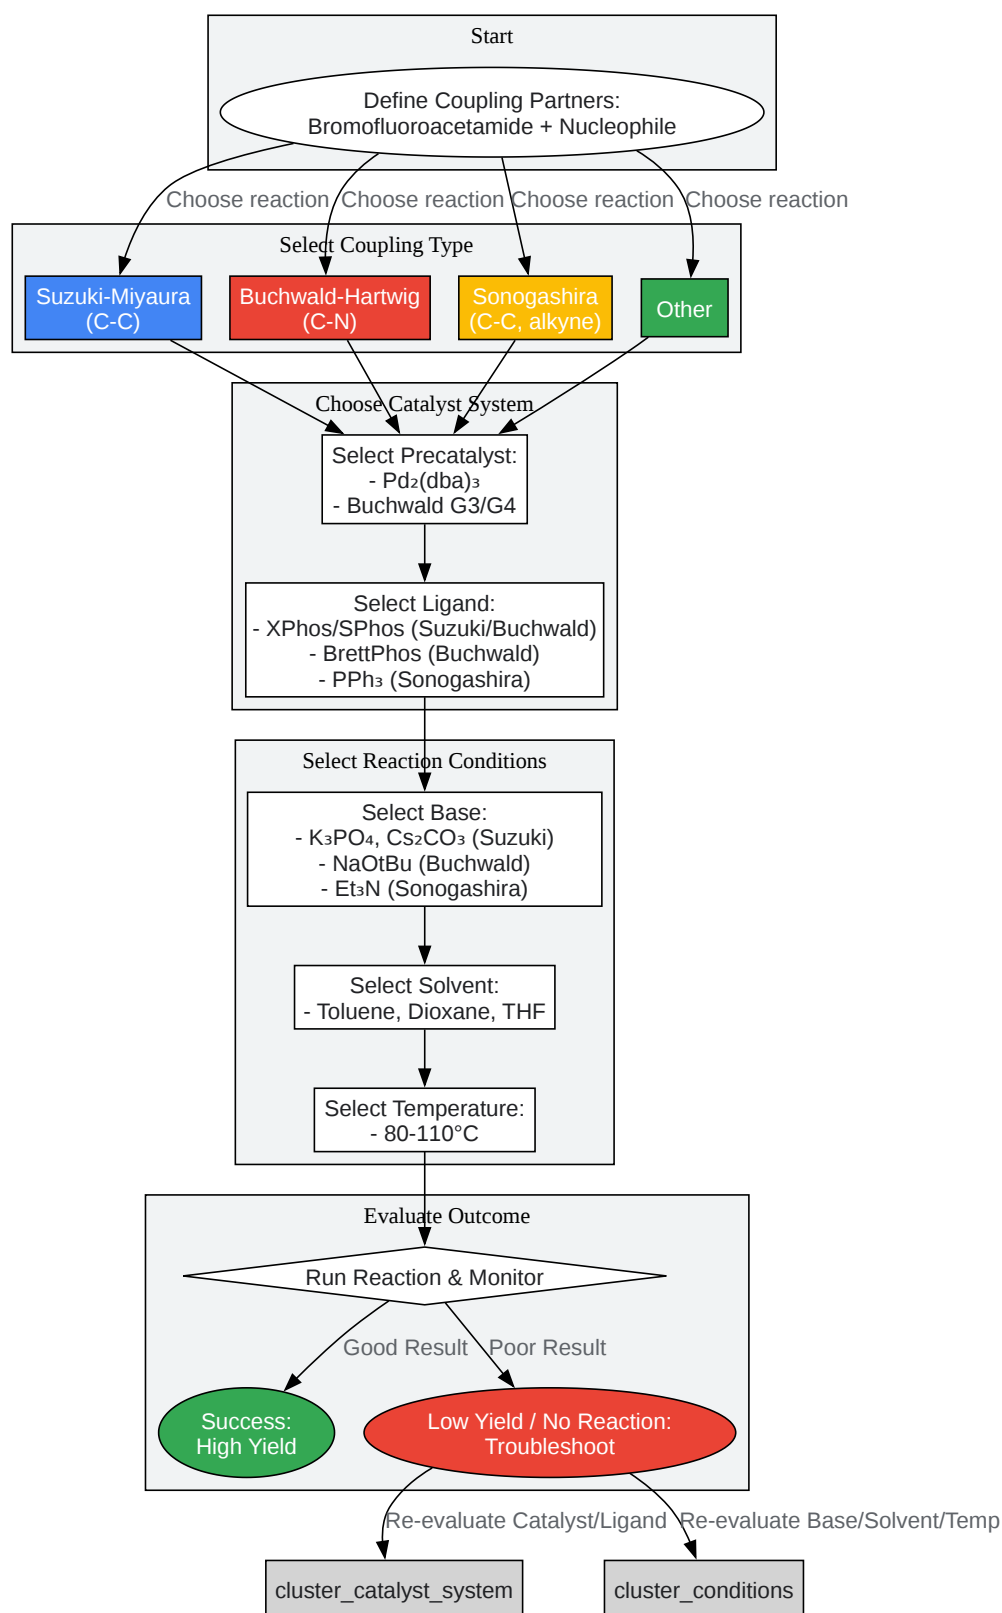 Start
Define Coupling Partners:
Bromofluoroacetamide + Nucleophile
Choose reaction
Choose reaction
Choose reaction
Choose reaction
Select Coupling Type
Suzuki-Miyaura
(C-C)
Buchwald-Hartwig
(C-N)
Sonogashira
(C-C, alkyne)
Other
Choose Catalyst System
Select Precatalyst:
- Pd₂(dba)₃
- Buchwald G3/G4
Select Ligand:
- XPhos/SPhos (Suzuki/Buchwald)
- BrettPhos (Buchwald)
- PPh₃ (Sonogashira)
Select Reaction Conditions
Select Base:
- K₃PO₄, Cs₂CO₃ (Suzuki)
- NaOtBu (Buchwald)
- Et₃N (Sonogashira)
Select Solvent:
- Toluene, Dioxane, THF
Select Temperature:
- 80-110°C
Evaluate Outcome
Run Reaction & Monitor
Good Result
Poor Result
Success:
High Yield
Low Yield / No Reaction:
Troubleshoot
Re-evaluate Catalyst/Ligand
Re-evaluate Base/Solvent/Temp
cluster_catalyst_system
cluster_conditions